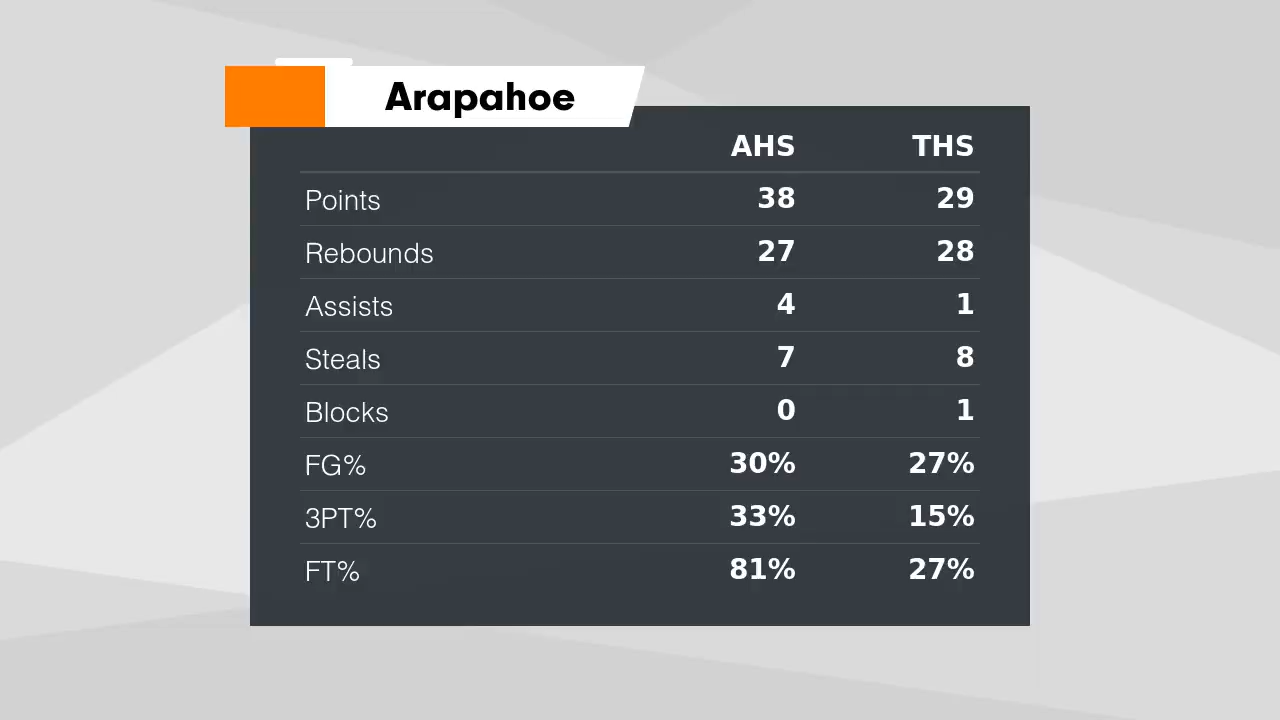 Arapahoe
AHS THS
Points 38 29
Rebounds 27 28
Assists 4 1
Steals 7 8
Blocks 0 1
FG% 30% 27%
3PT% 33% 15%
FT% 81% 27%